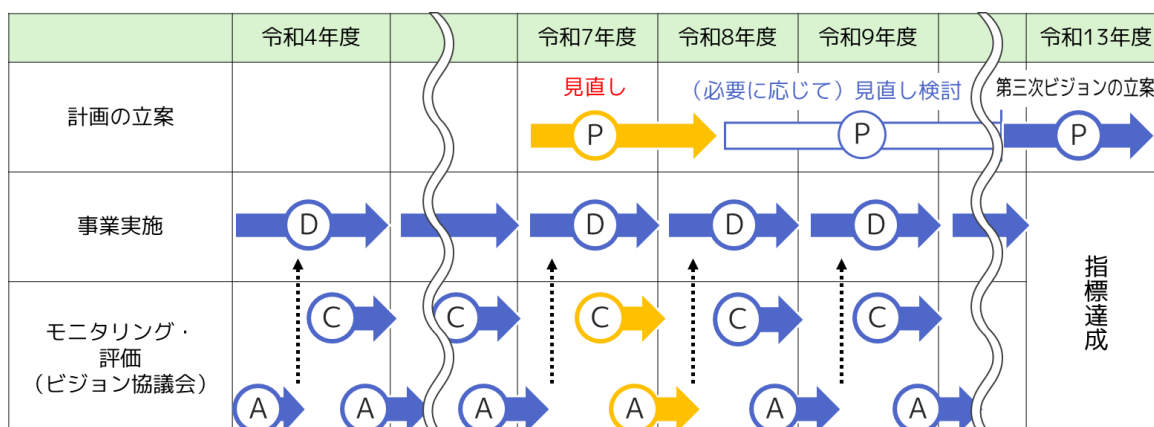 令和4年度
令和7年度
令和8年度
令和9年度
令和13年度
計画の立案
見直し
（必要に応じて）見直し検討
第三次ビジョンの立案
P
P
P
事業実施
D
D
D
D
指標達成
モニタリング・
評価
（ビジョン協議会）
C
C
C
C
C
A
A
A
A
A
A